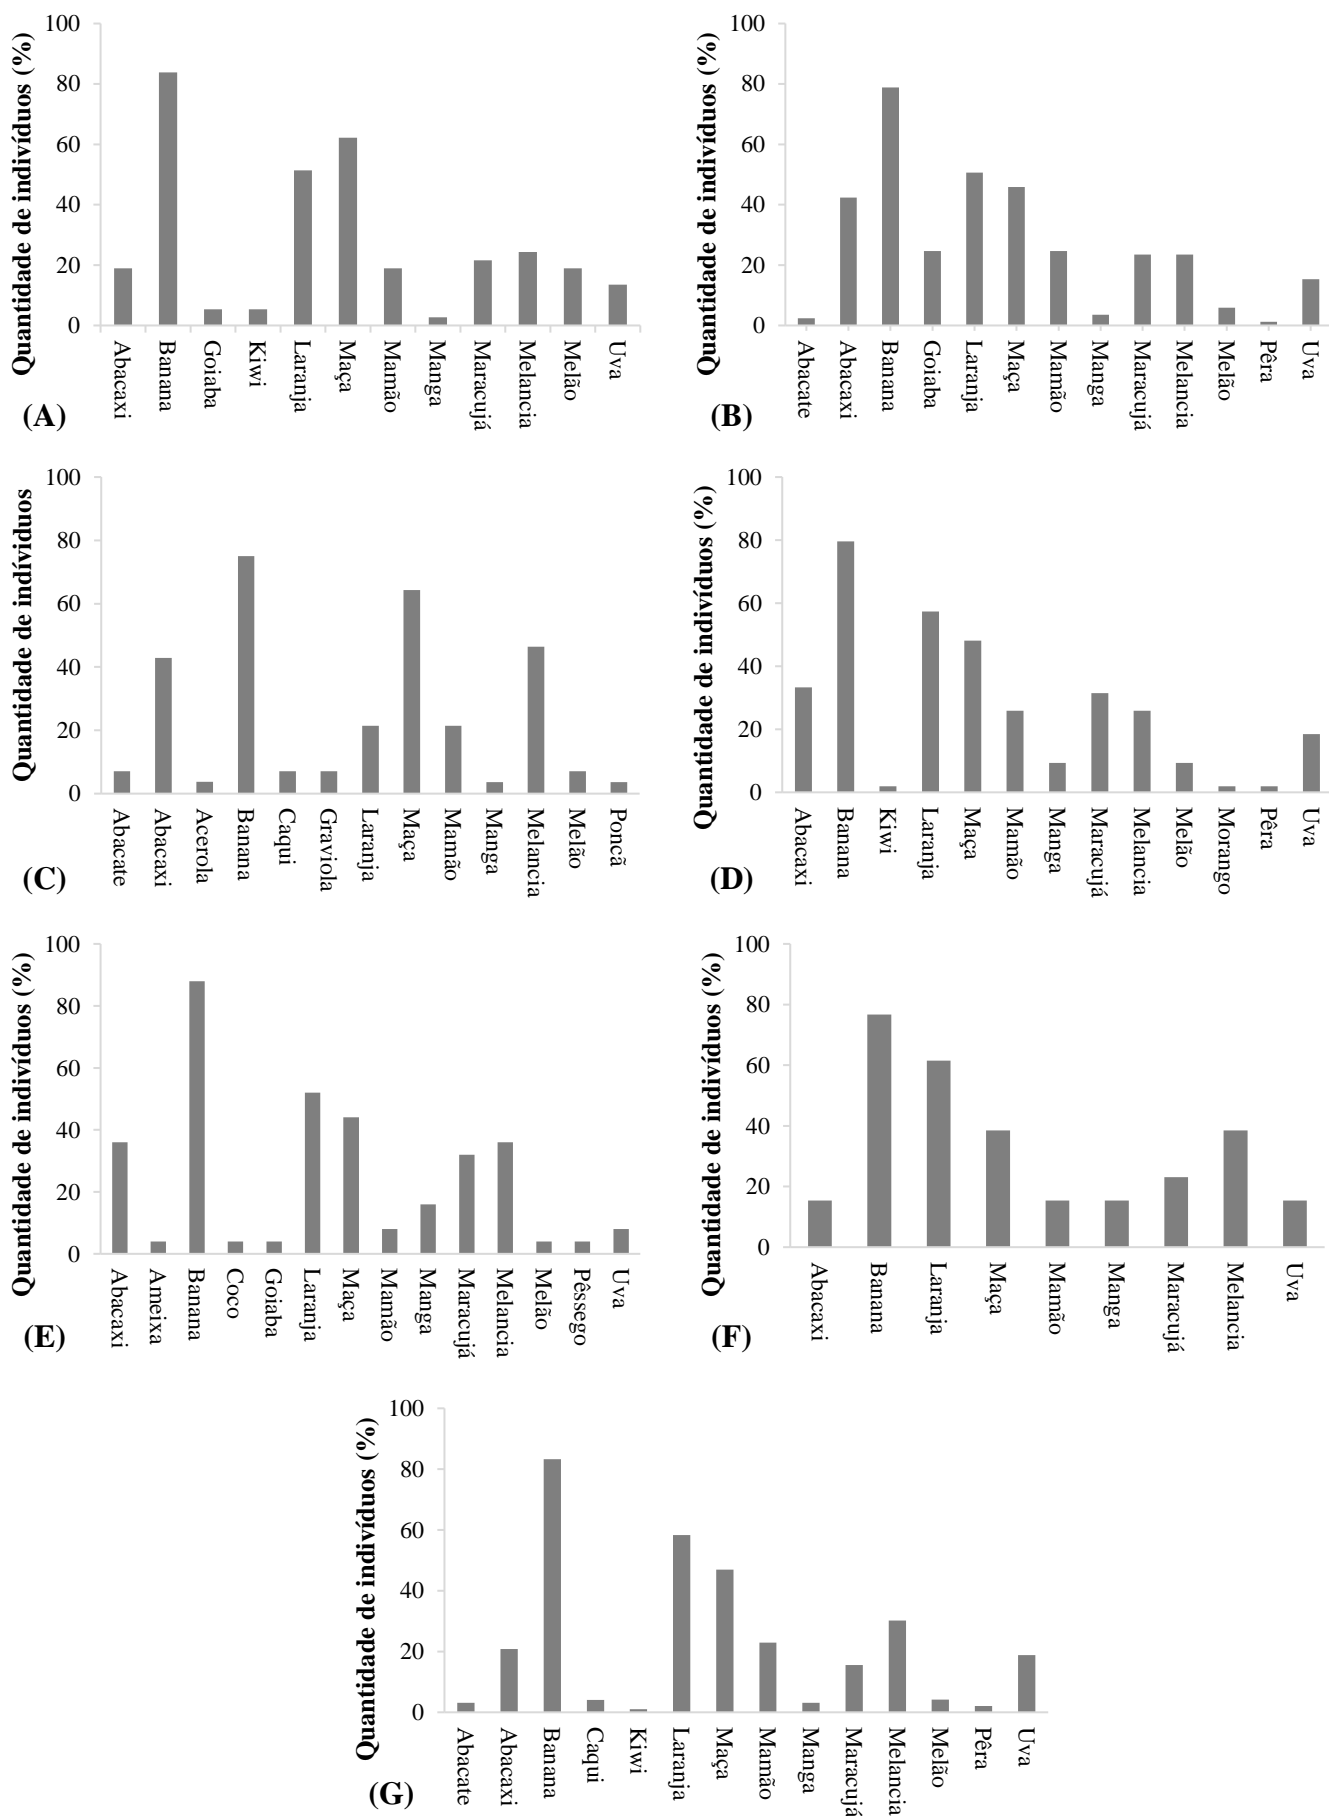 Quantidade de indivíduos (%)
100
80
60
40
20
0
Abacaxi
Banana
Goiaba
Kiwi
Laranja
Maça
Mamão
Manga
Maracujá
Melancia
Melão
Uva
(A)
Quantidade de indivíduos (%)
100
80
60
40
20
0
Abacate
Abacaxi
Banana
Goiaba
Laranja
Maça
Mamão
Manga
Maracujá
Melancia
Melão
Pêra
Uva
(B)
Quantidade de indíviduos
100
80
60
40
20
0
Abacate
Abacaxi
Acerola
Banana
Caqui
Graviola
Laranja
Maça
Mamão
Manga
Melancia
Melão
Poncã
(C)
Quantidade de indivíduos (%)
100
80
60
40
20
0
Abacaxi
Banana
Kiwi
Laranja
Maça
Mamão
Manga
Maracujá
Melancia
Melão
Morango
Pêra
Uva
(D)
Quantidade de indivíduos (%)
100
80
60
40
20
0
Abacaxi
Ameixa
Banana
Coco
Goiaba
Laranja
Maça
Mamão
Manga
Maracujá
Melancia
Melão
Pêssego
Uva
(E)
Quantidade de indivíduos (%)
100
80
60
40
20
0
Abacaxi
Banana
Laranja
Maça
Mamão
Manga
Maracujá
Melancia
Uva
(F)
Quantidade de indivíduos (%)
100
80
60
40
20
0
Abacate
Abacaxi
Banana
Caqui
Kiwi
Laranja
Maça
Mamão
Manga
Maracujá
Melancia
Melão
Pêra
Uva
(G)